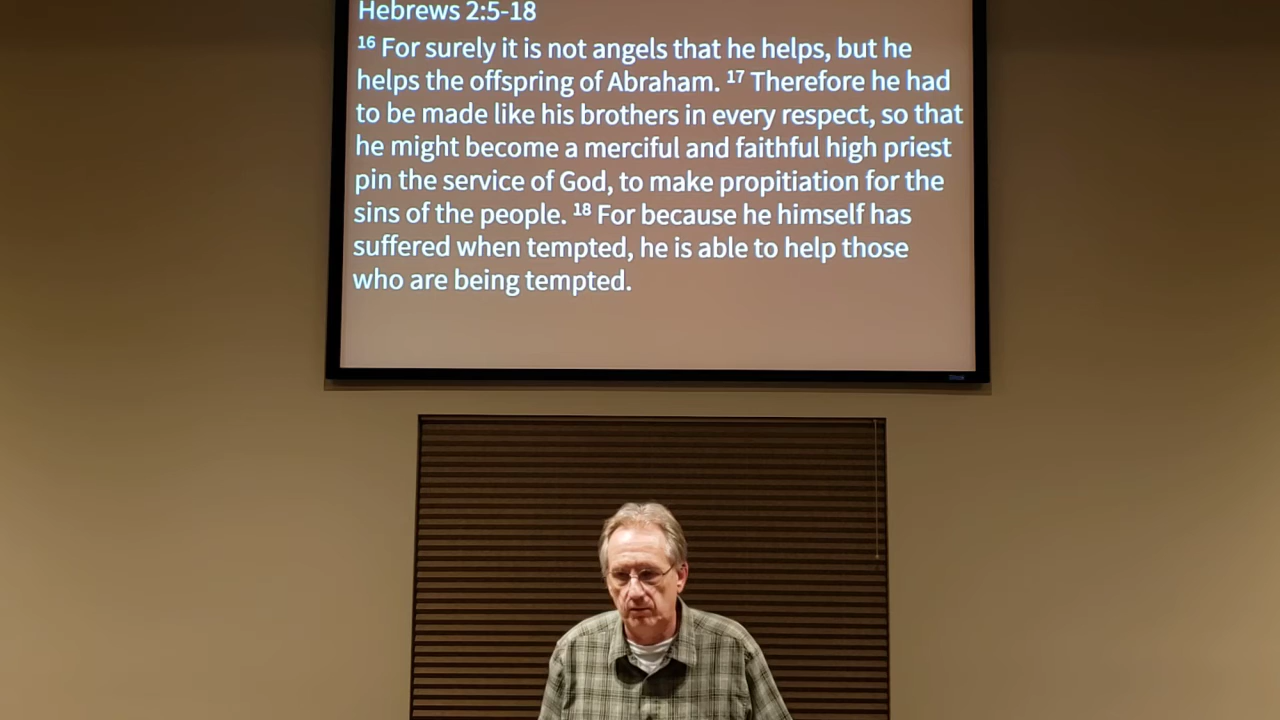 Hebrews 2:5-18
¹⁶ For surely it is not angels that he helps, but he
helps the offspring of Abraham. ¹⁷ Therefore he had
to be made like his brothers in every respect, so that
he might become a merciful and faithful high priest
pin the service of God, to make propitiation for the
sins of the people. ¹⁸ For because he himself has
suffered when tempted, he is able to help those
who are being tempted.